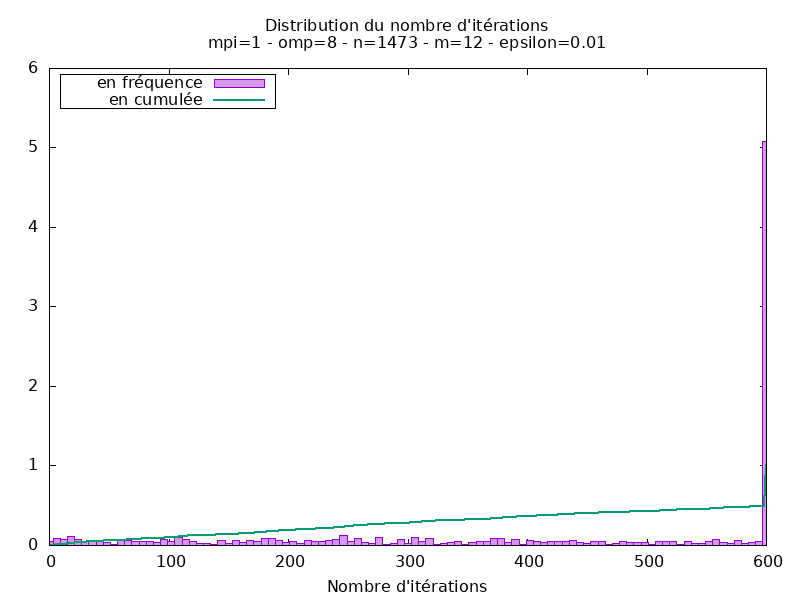 Distribution du nombre d'itérations
mpi=1 - omp=8 - n=1473 - m=12 - epsilon=0.01
en fréquence
en cumulée
6
5
4
3
2
1
0
0 100 200 300 400 500 600
Nombre d'itérations